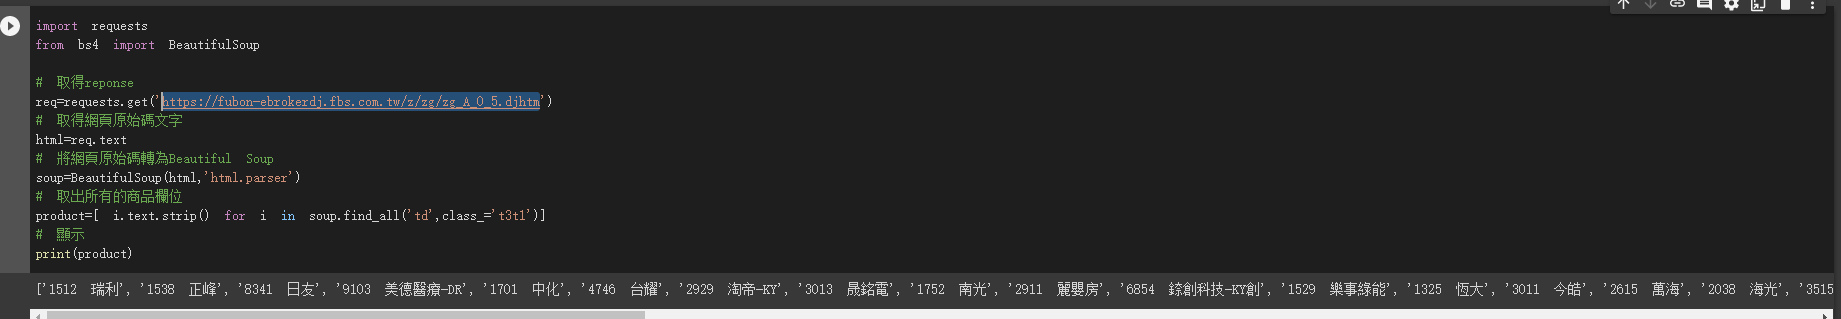 import requests
from bs4 import BeautifulSoup
# 取得reponse
req=requests.get('https://fubon-ebrokerdj.fbs.com.tw/z/zg/zg_A_0_5.djhtm')
# 取得網頁原始碼文字
html=req.text
# 將網頁原始碼轉為Beautiful Soup
soup=BeautifulSoup(html,'html.parser')
# 取出所有的商品欄位
product=[ i.text.strip() for i in soup.find_all('td',class_='t3t1')]
# 顯示
print(product)
['1512 瑞利', '1538 正峰', '8341 日友', '9103 美德醫療-DR', '1701 中化', '4746 台耀', '2929 淘帝-KY', '3013 晟銘電', '1752 南光', '2911 麗嬰房', '6854 錼創科技-KY創', '1529 樂事綠能', '1325 恆大', '3011 今皓', '2615 萬海', '2038 海光', '3515